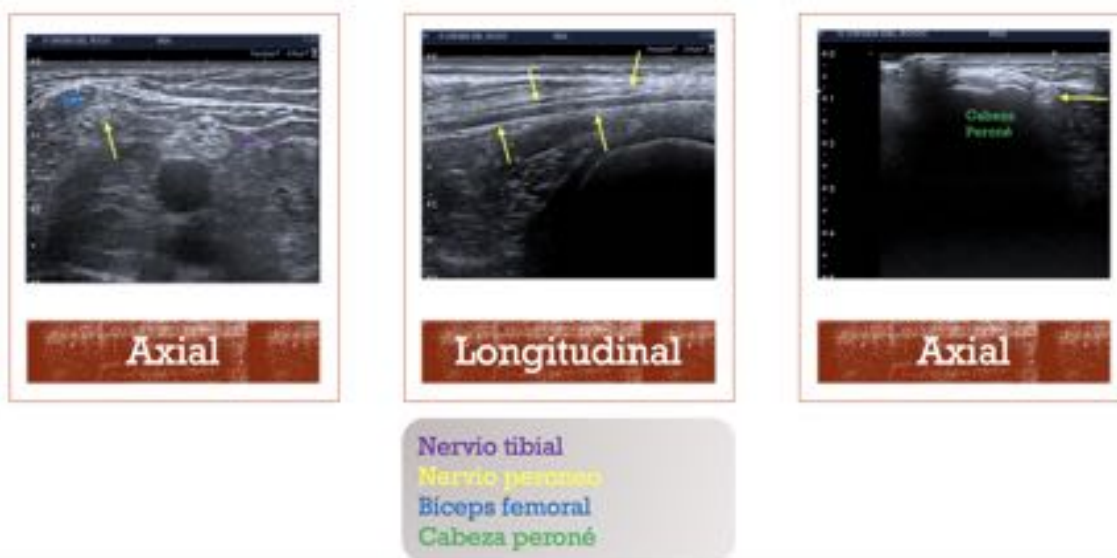 Cabeza
Peroné
Axial
Longitudinal
Axial
Nervio tibial
Nervio peroneo
Bíceps femoral
Cabeza peroné